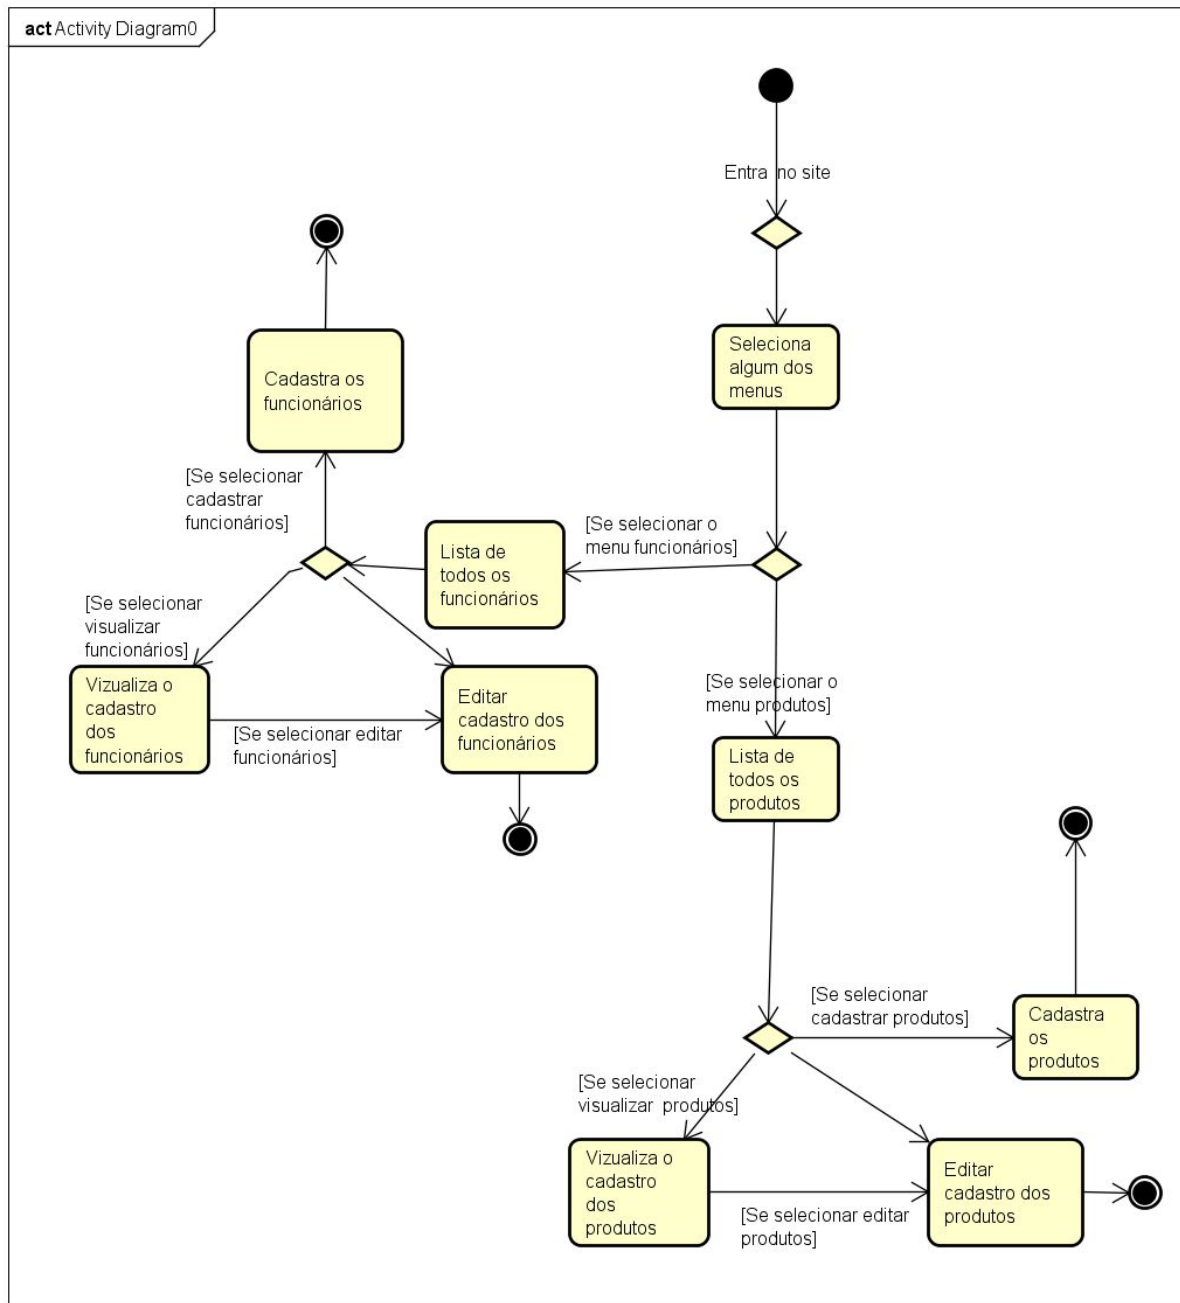 act Activity Diagram0
Entra no site
Seleciona
algum dos
menus
Cadastra os
funcionários
[Se selecionar
cadastrar
funcionários]
Lista de
todos os
funcionários
[Se selecionar o
menu funcionários]
[Se selecionar
visualizar
funcionários]
Vizualiza o
cadastro
dos
funcionários
[Se selecionar editar
funcionários]
Editar
cadastro dos
funcionários
[Se selecionar o
menu produtos]
Lista de
todos os
produtos
[Se selecionar
cadastrar produtos]
Cadastra
os
produtos
[Se selecionar
visualizar produtos]
Vizualiza o
cadastro
dos
produtos
[Se selecionar editar
produtos]
Editar
cadastro dos
produtos